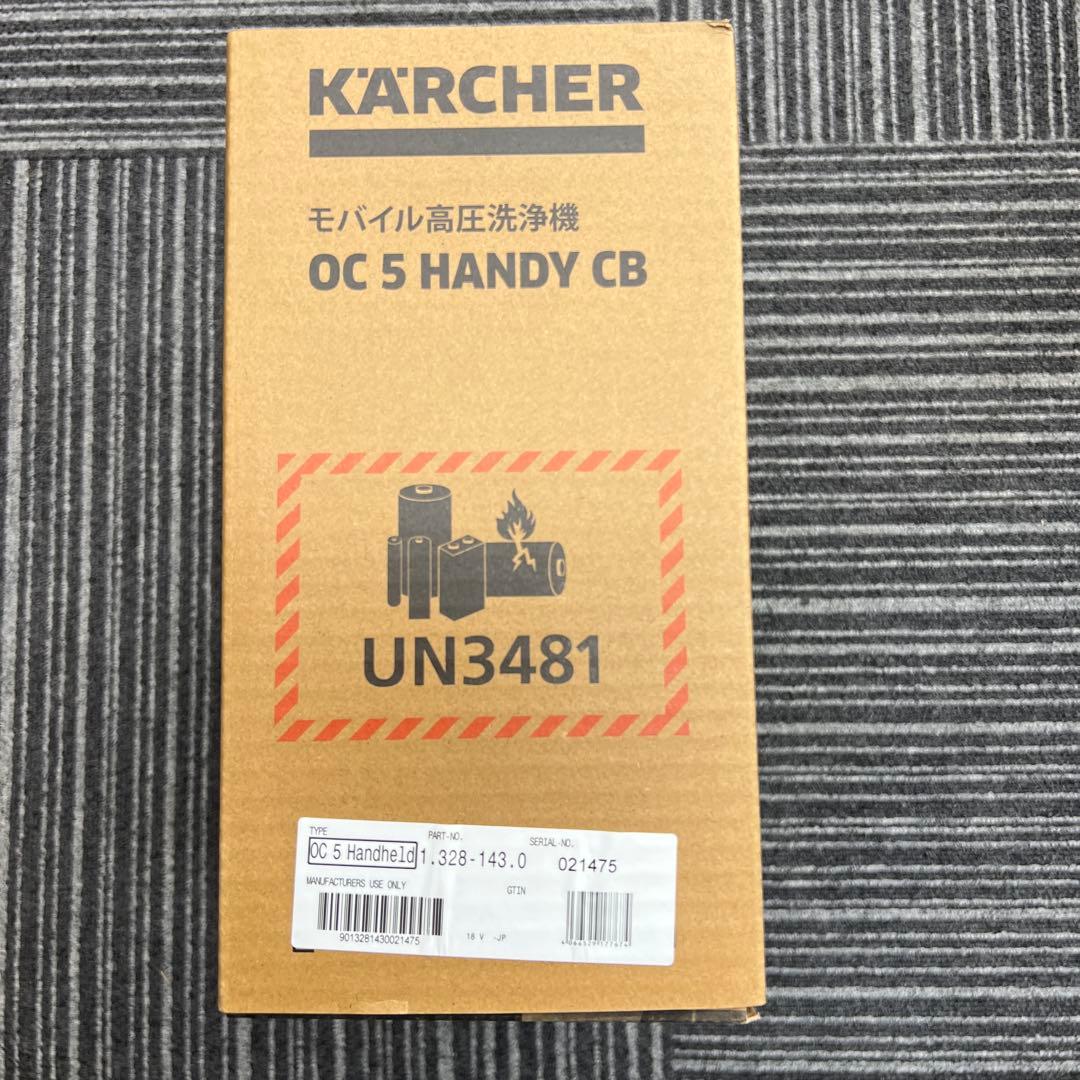 KÄRCHER
モバイル高圧洗浄機
OC 5 HANDY CB
UN3481
TYPE PART-NO. SERIAL-NO.
OC 5 Handheld 1.328-143.0 021475
MANUFACTURERS USE ONLY GTIN
9013281430021475 18 V -JP 4066529177674